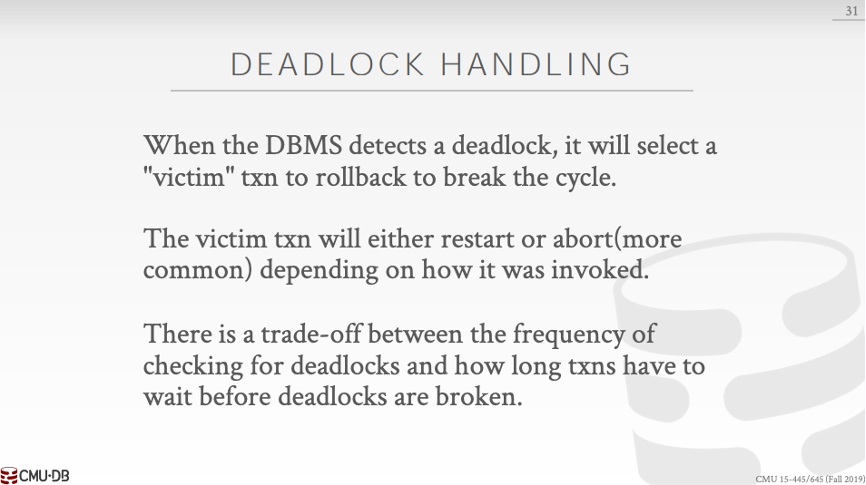 31
DEADLOCK HANDLING
When the DBMS detects a deadlock, it will select a
"victim" txn to rollback to break the cycle.
The victim txn will either restart or abort(more
common) depending on how it was invoked.
There is a trade-off between the frequency of
checking for deadlocks and how long txns have to
wait before deadlocks are broken.
CMU·DB
CMU 15-445/645 (Fall 2019)